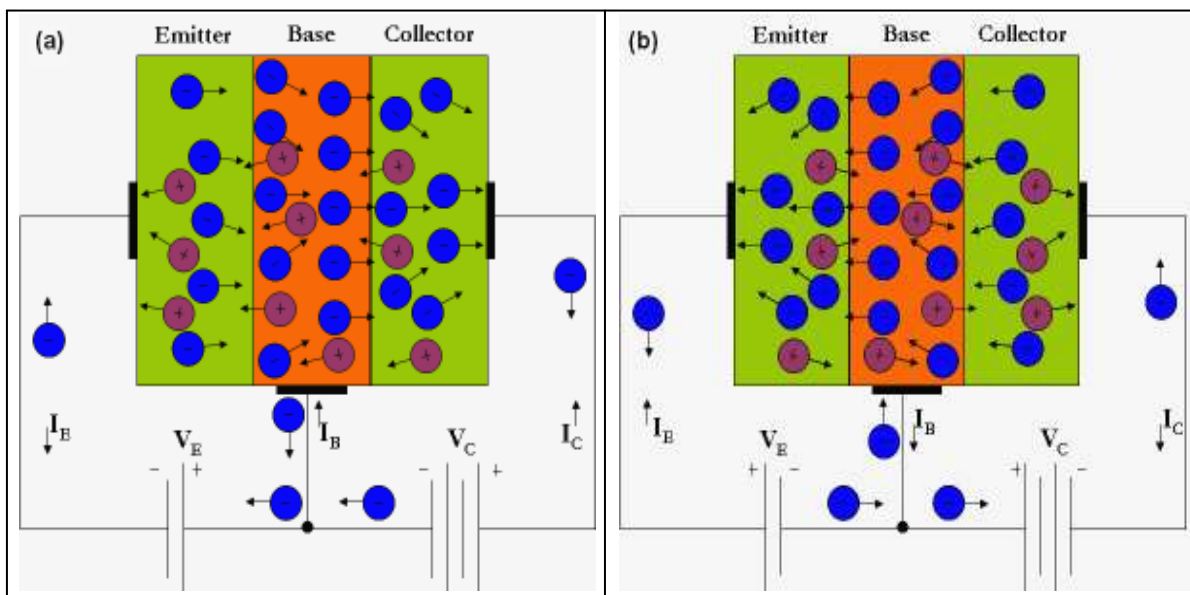 (a)
Emitter Base Collector
I_E
V_E
I_B
V_C
I_C
− +
− +
(b)
Emitter Base Collector
I_E
V_E
I_B
V_C
I_C
+ −
+ −